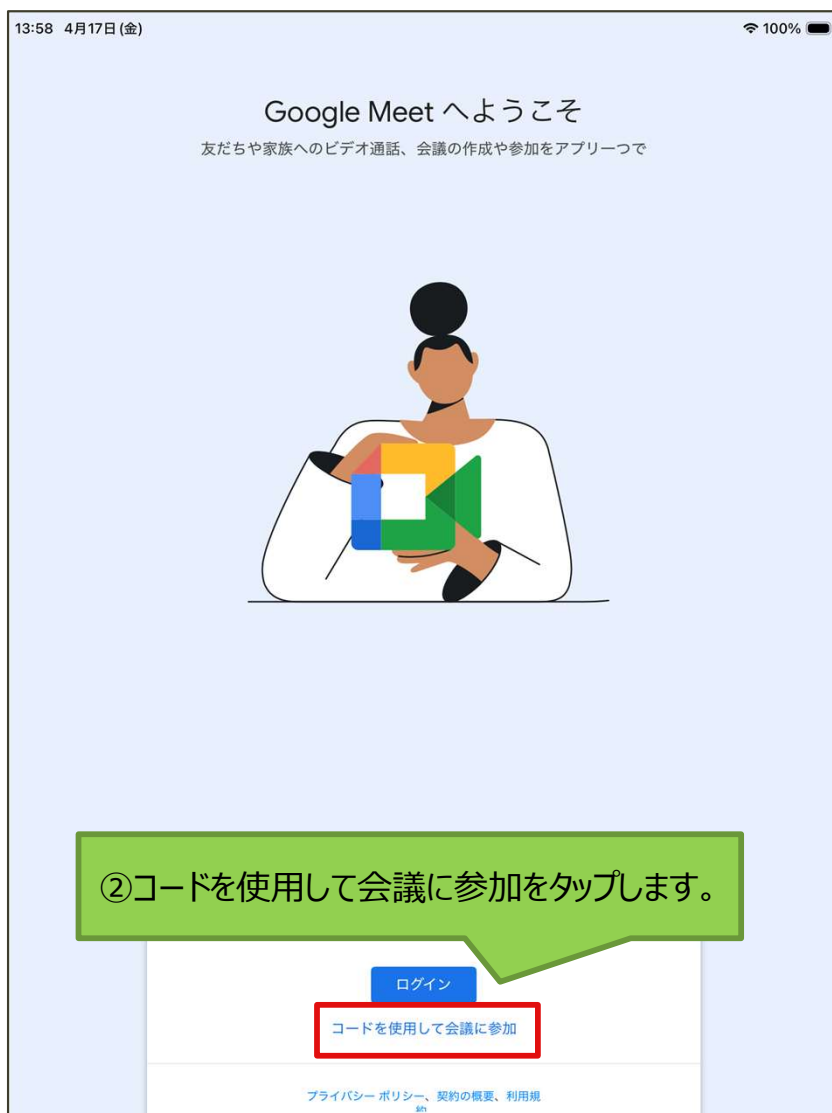 13:58 4月17日(金) 100%
Google Meet へようこそ
友だちや家族へのビデオ通話、会議の作成や参加をアプリ一つで
②コードを使用して会議に参加をタップします。
ログイン
コードを使用して会議に参加
プライバシー ポリシー、契約の概要、利用規
約